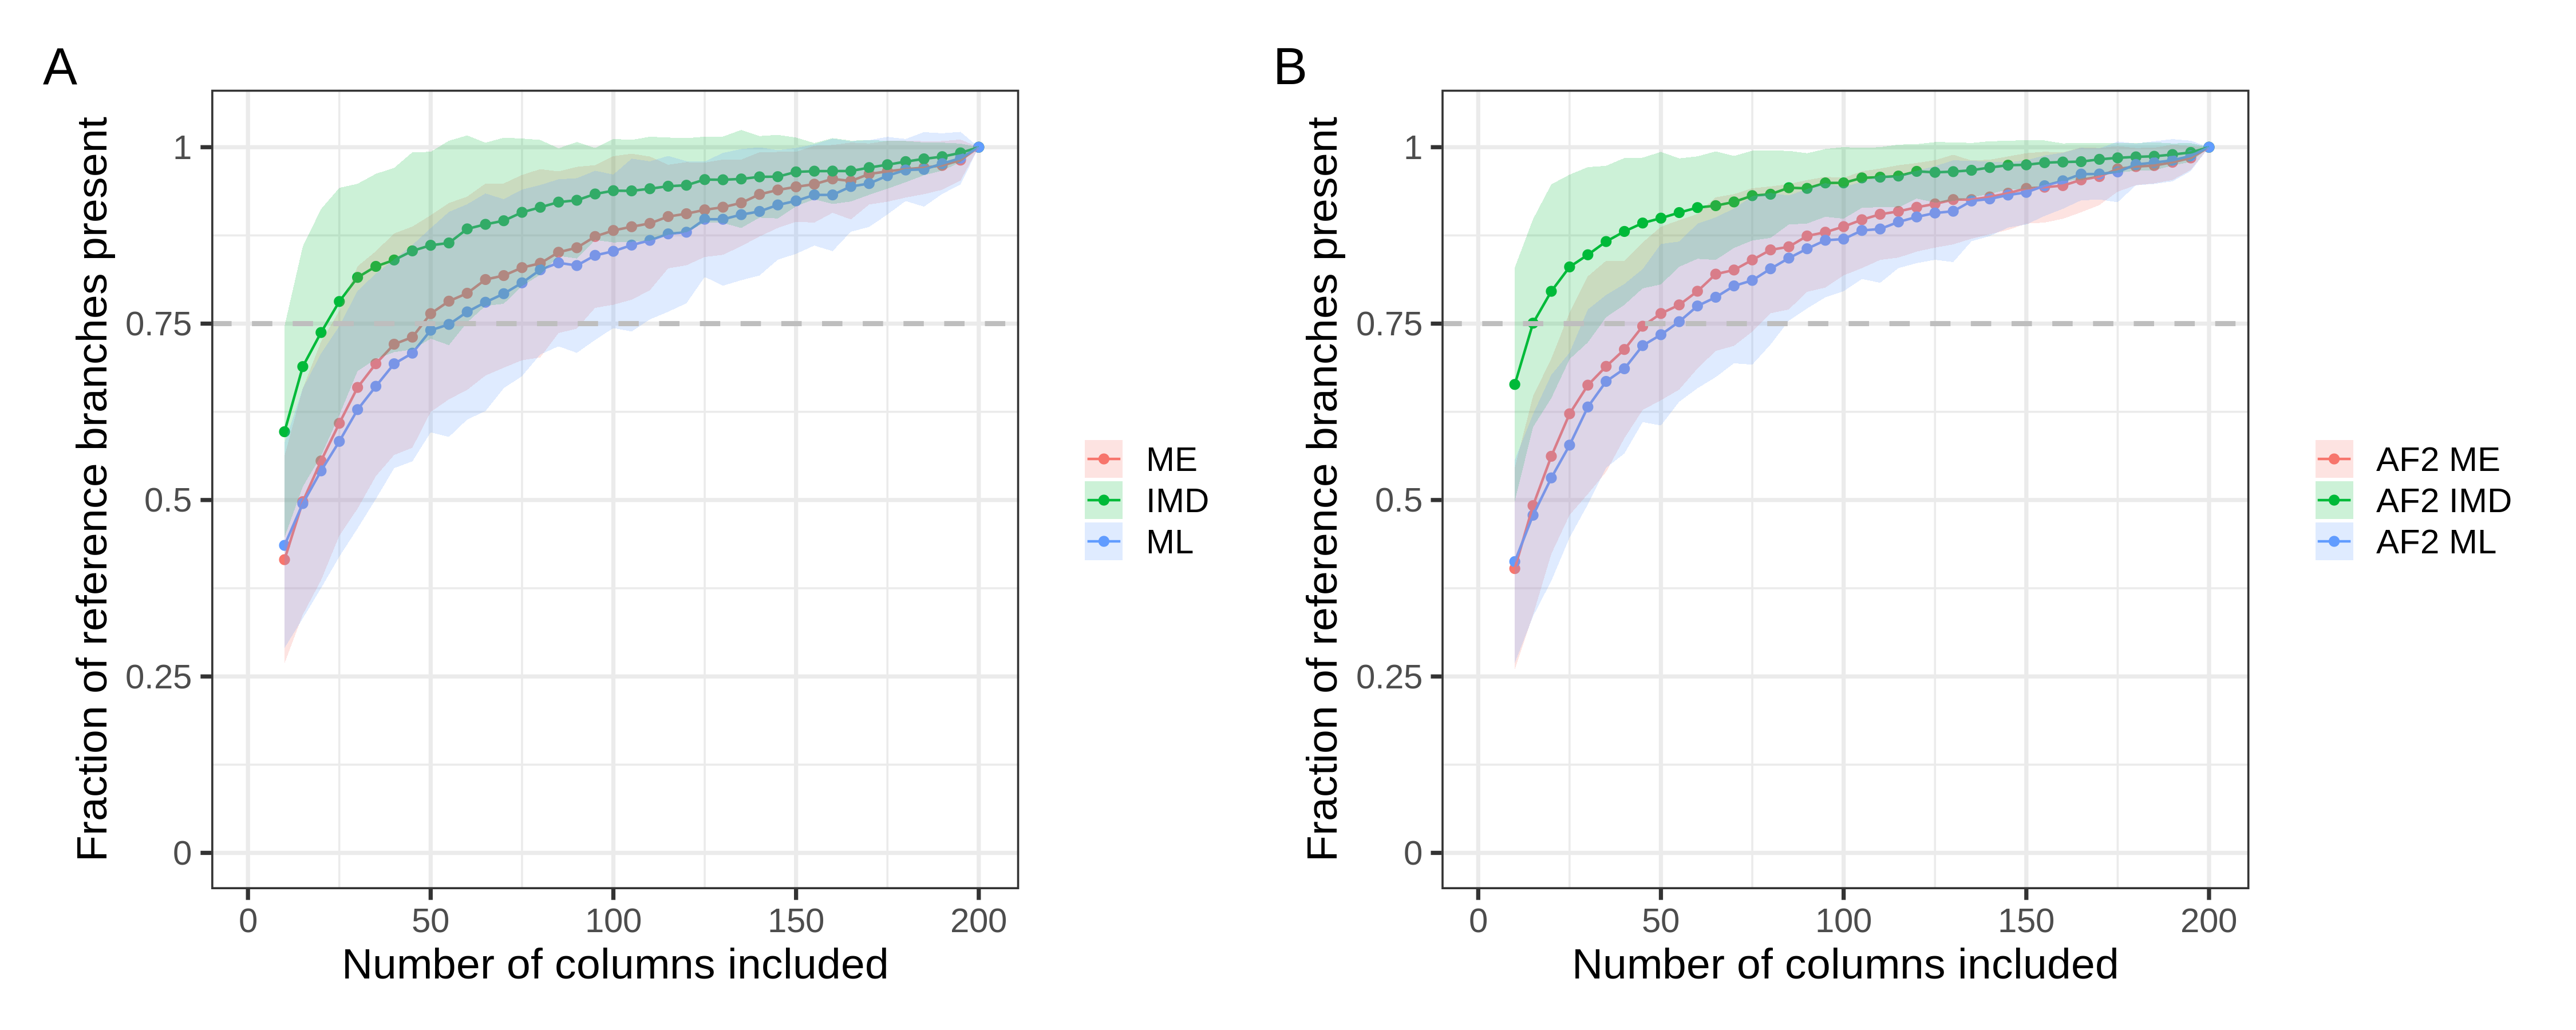 A
Fraction of reference branches present
1
0.75
0.5
0.25
0
0 50 100 150 200
Number of columns included
ME
IMD
ML
B
Fraction of reference branches present
1
0.75
0.5
0.25
0
0 50 100 150 200
Number of columns included
AF2 ME
AF2 IMD
AF2 ML